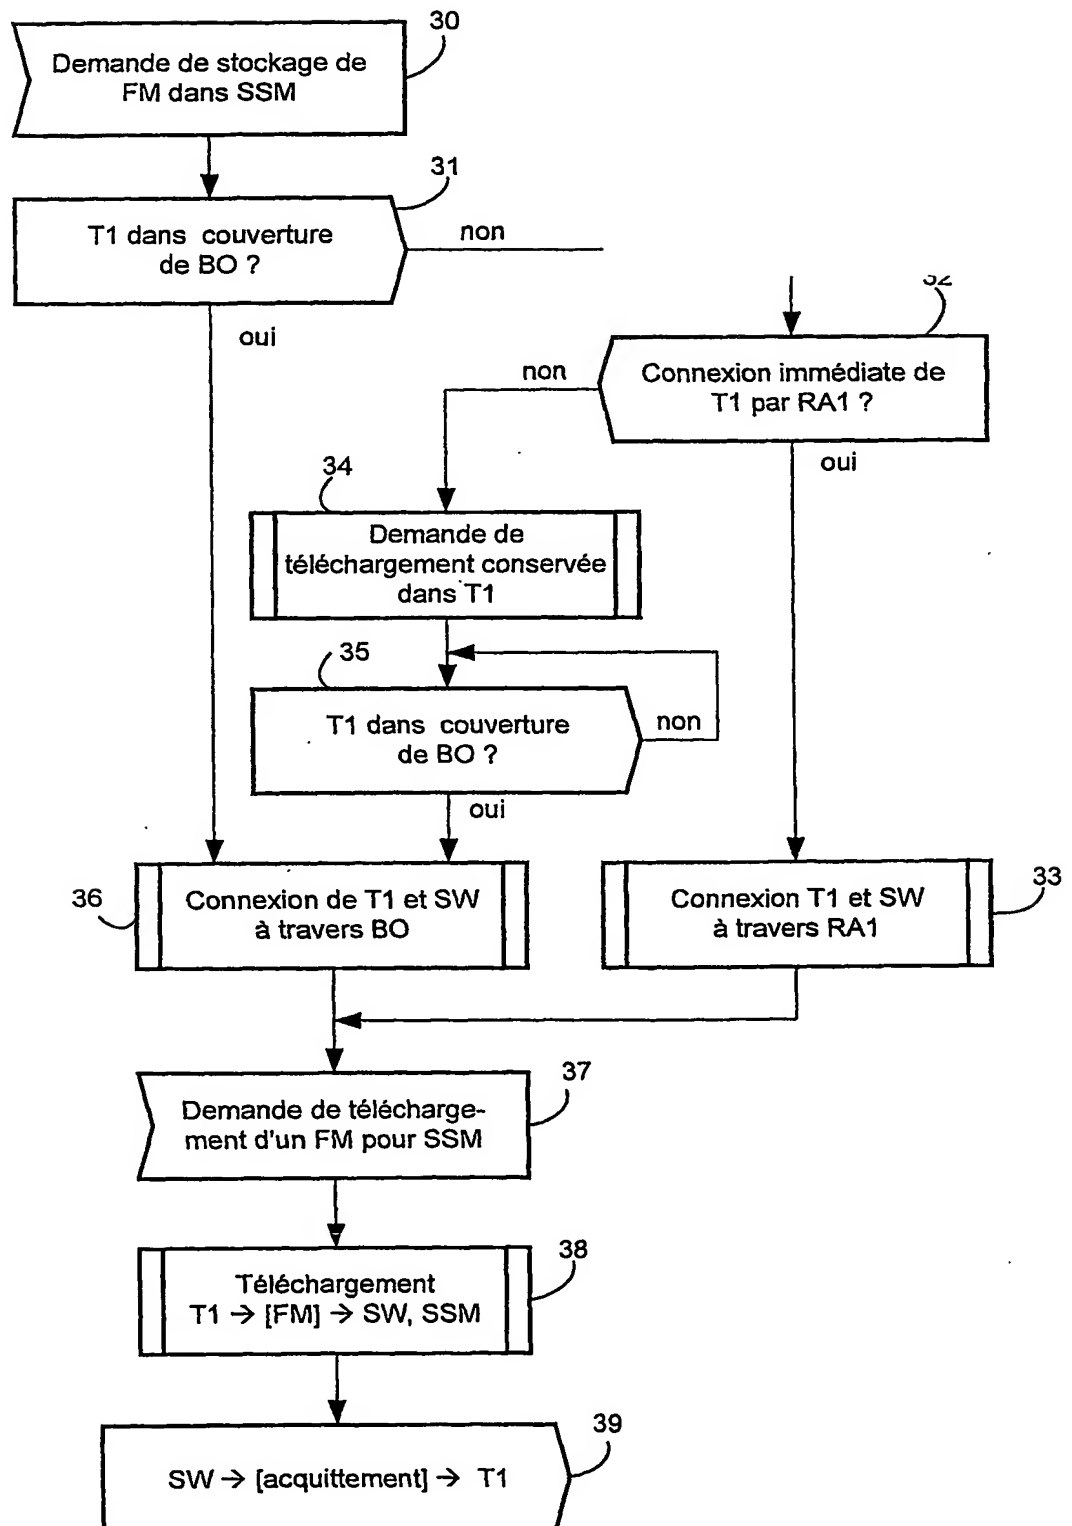 30
Demande de stockage de
FM dans SSM
31
T1 dans couverture
de BO ?
non
oui
Connexion immédiate de
T1 par RA1 ?
non
oui
34
Demande de
téléchargement conservée
dans T1
35
T1 dans couverture
de BO ?
non
oui
36
Connexion de T1 et SW
à travers BO
Connexion T1 et SW
à travers RA1
33
37
Demande de télécharge-
ment d'un FM pour SSM
38
Téléchargement
T1 → [FM] → SW, SSM
39
SW → [acquittement] → T1